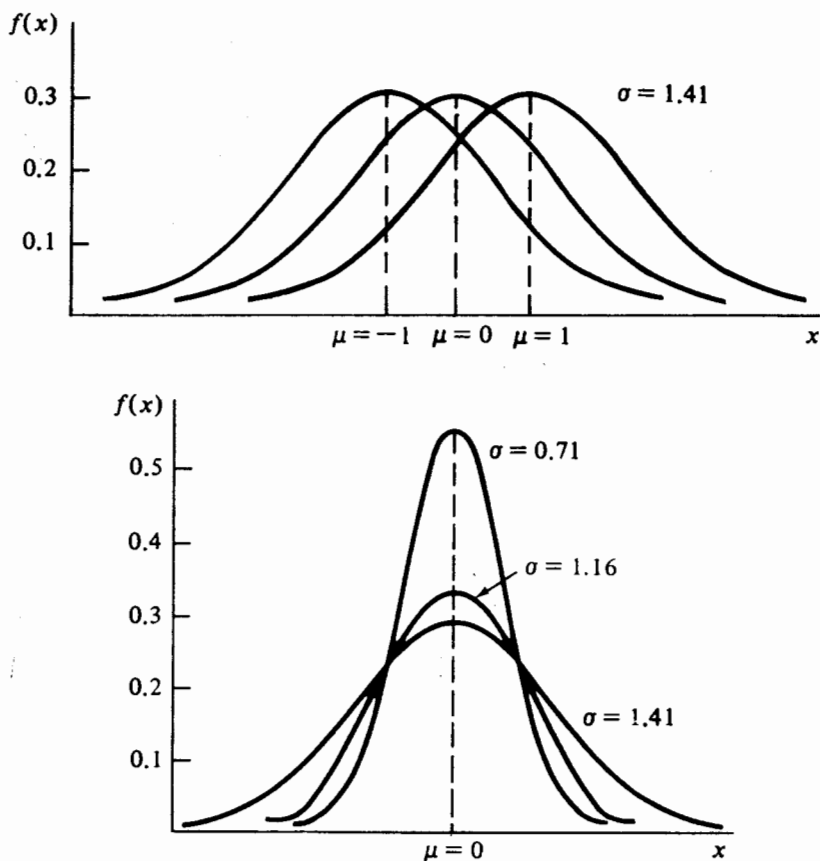 f(x)
0.3
σ = 1.41
0.2
0.1
μ = −1 μ = 0 μ = 1 x
f(x)
0.5
σ = 0.71
0.4
σ = 1.16
0.3
0.2
σ = 1.41
0.1
μ = 0 x